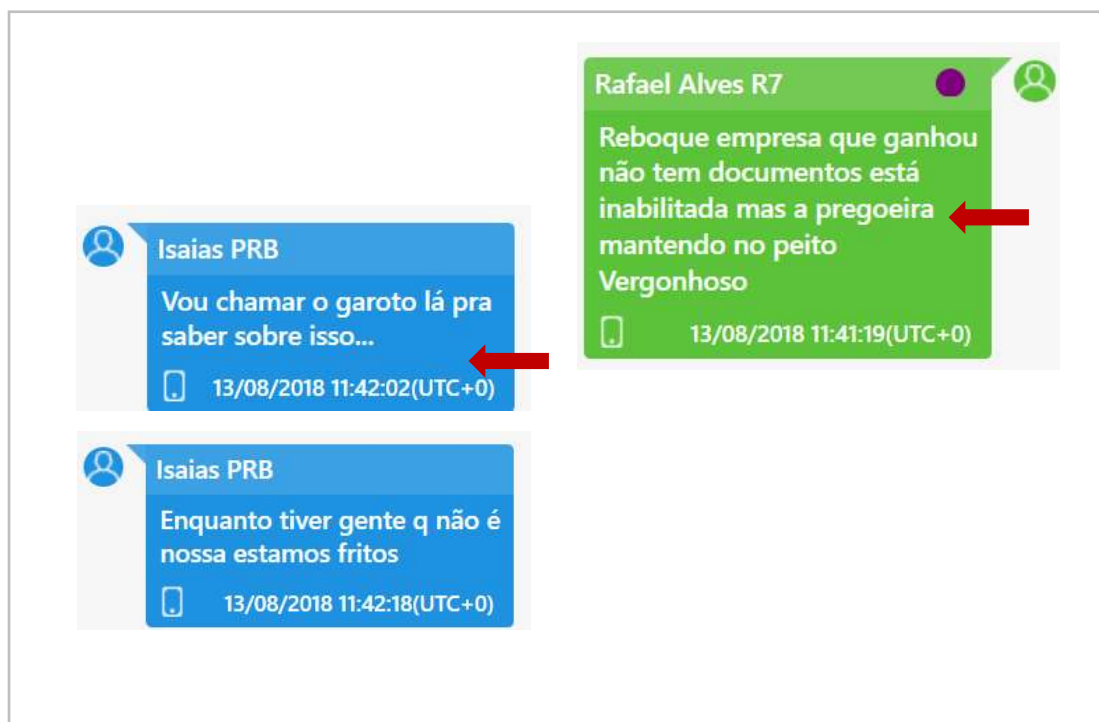 Rafael Alves R7
Reboque empresa que ganhou
não tem documentos está
inabilitada mas a pregoeira
mantendo no peito
Vergonhoso
13/08/2018 11:41:19(UTC+0)
Isaias PRB
Vou chamar o garoto lá pra
saber sobre isso...
13/08/2018 11:42:02(UTC+0)
Isaias PRB
Enquanto tiver gente q não é
nossa estamos fritos
13/08/2018 11:42:18(UTC+0)